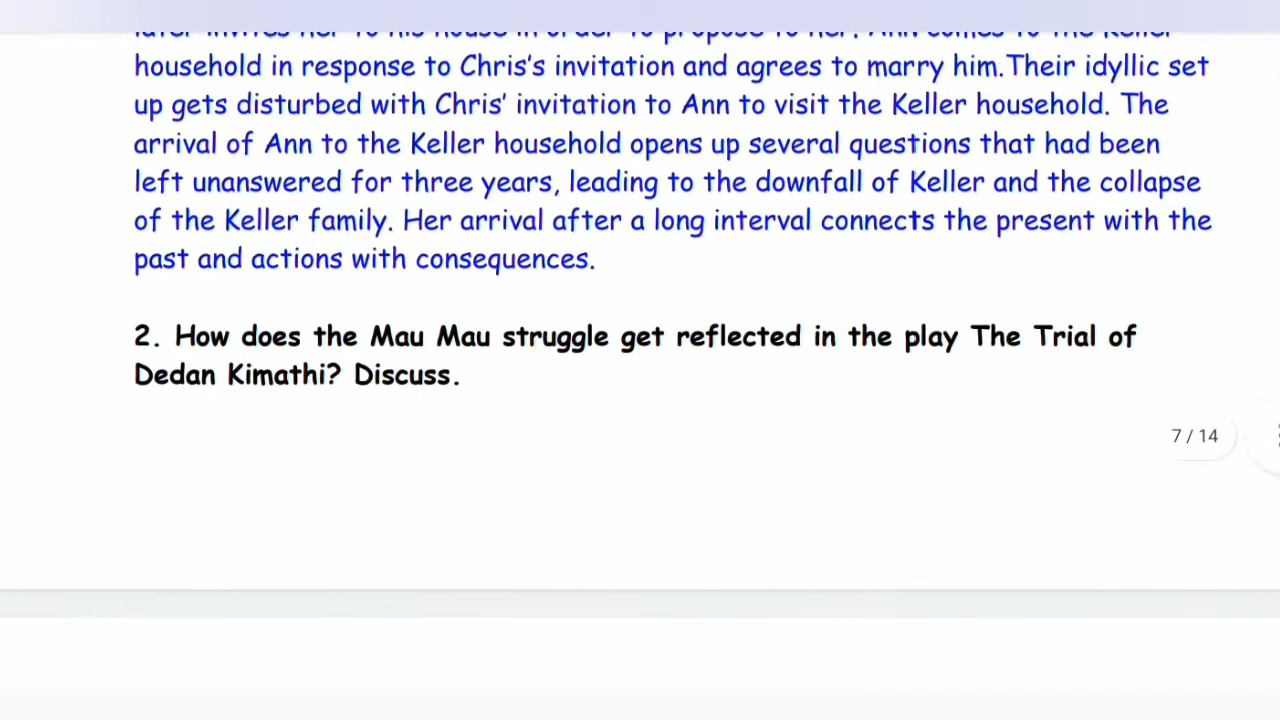 household in response to Chris's invitation and agrees to marry him.Their idyllic set
up gets disturbed with Chris' invitation to Ann to visit the Keller household. The
arrival of Ann to the Keller household opens up several questions that had been
left unanswered for three years, leading to the downfall of Keller and the collapse
of the Keller family. Her arrival after a long interval connects the present with the
past and actions with consequences.
2. How does the Mau Mau struggle get reflected in the play The Trial of
Dedan Kimathi? Discuss.
7 / 14